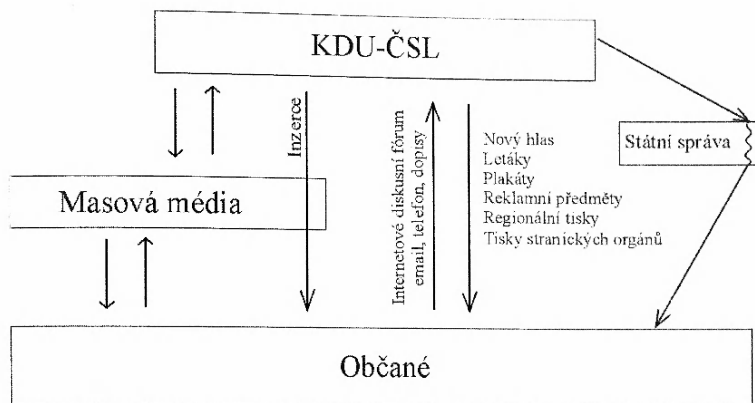 KDU-ČSL
Inzerce
Internetové diskusní fórum
email, telefon, dopisy
Nový hlas
Letáky
Plakáty
Reklamní předměty
Regionální tisky
Tisky stranických orgánů
Státní správa
Masová média
Občané